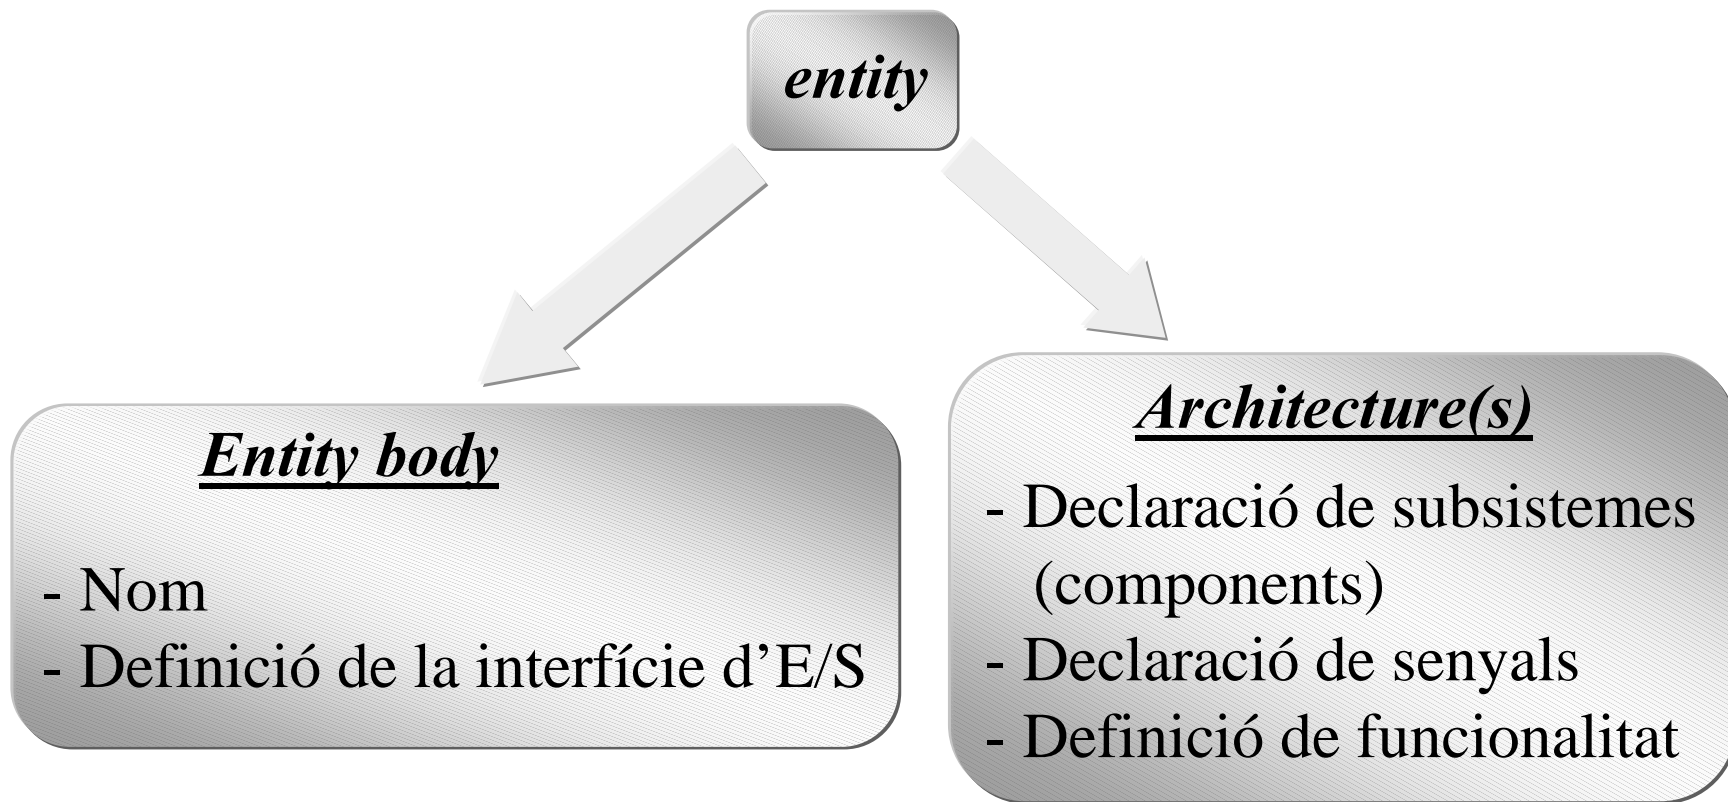 entity
Entity body
- Nom
- Definició de la interfície d’E/S
Architecture(s)
- Declaració de subsistemes
(components)
- Declaració de senyals
- Definició de funcionalitat